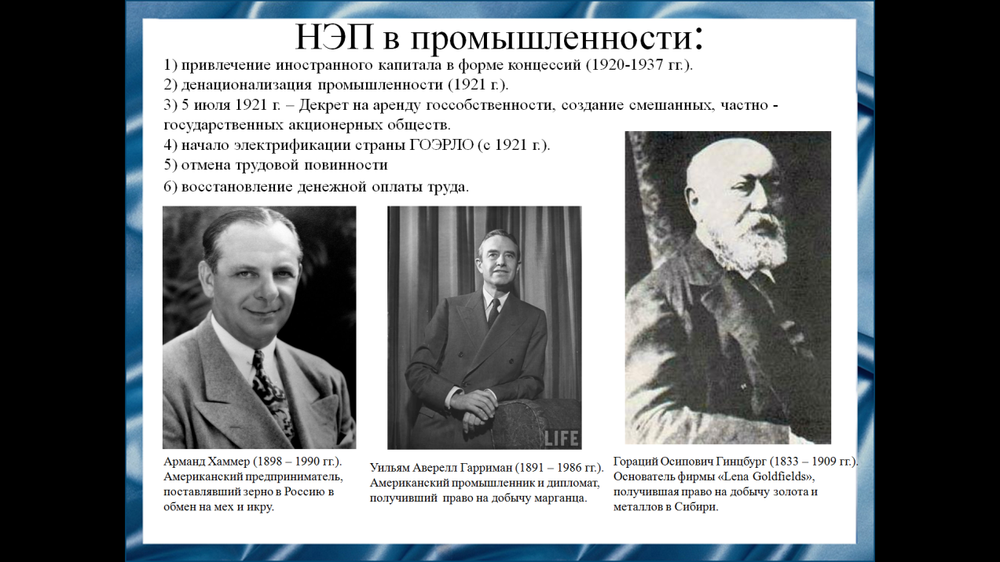 НЭП в промышленности:
1) привлечение иностранного капитала в форме концессий (1920-1937 гг.).
2) денационализация промышленности (1921 г.).
3) 5 июля 1921 г. – Декрет на аренду госсобственности, создание смешанных, частно -
государственных акционерных обществ.
4) начало электрификации страны ГОЭРЛО (с 1921 г.).
5) отмена трудовой повинности
6) восстановление денежной оплаты труда.
LIFE
Арманд Хаммер (1898 – 1990 гг.).
Американский предприниматель,
поставлявший зерно в Россию в
обмен на мех и икру.
Уильям Аверелл Гарриман (1891 – 1986 гг.).
Американский промышленник и дипломат,
получивший право на добычу марганца.
Гораций Осипович Гинцбург (1833 – 1909 гг.).
Основатель фирмы «Lena Goldfields»,
получившая право на добычу золота и
металлов в Сибири.